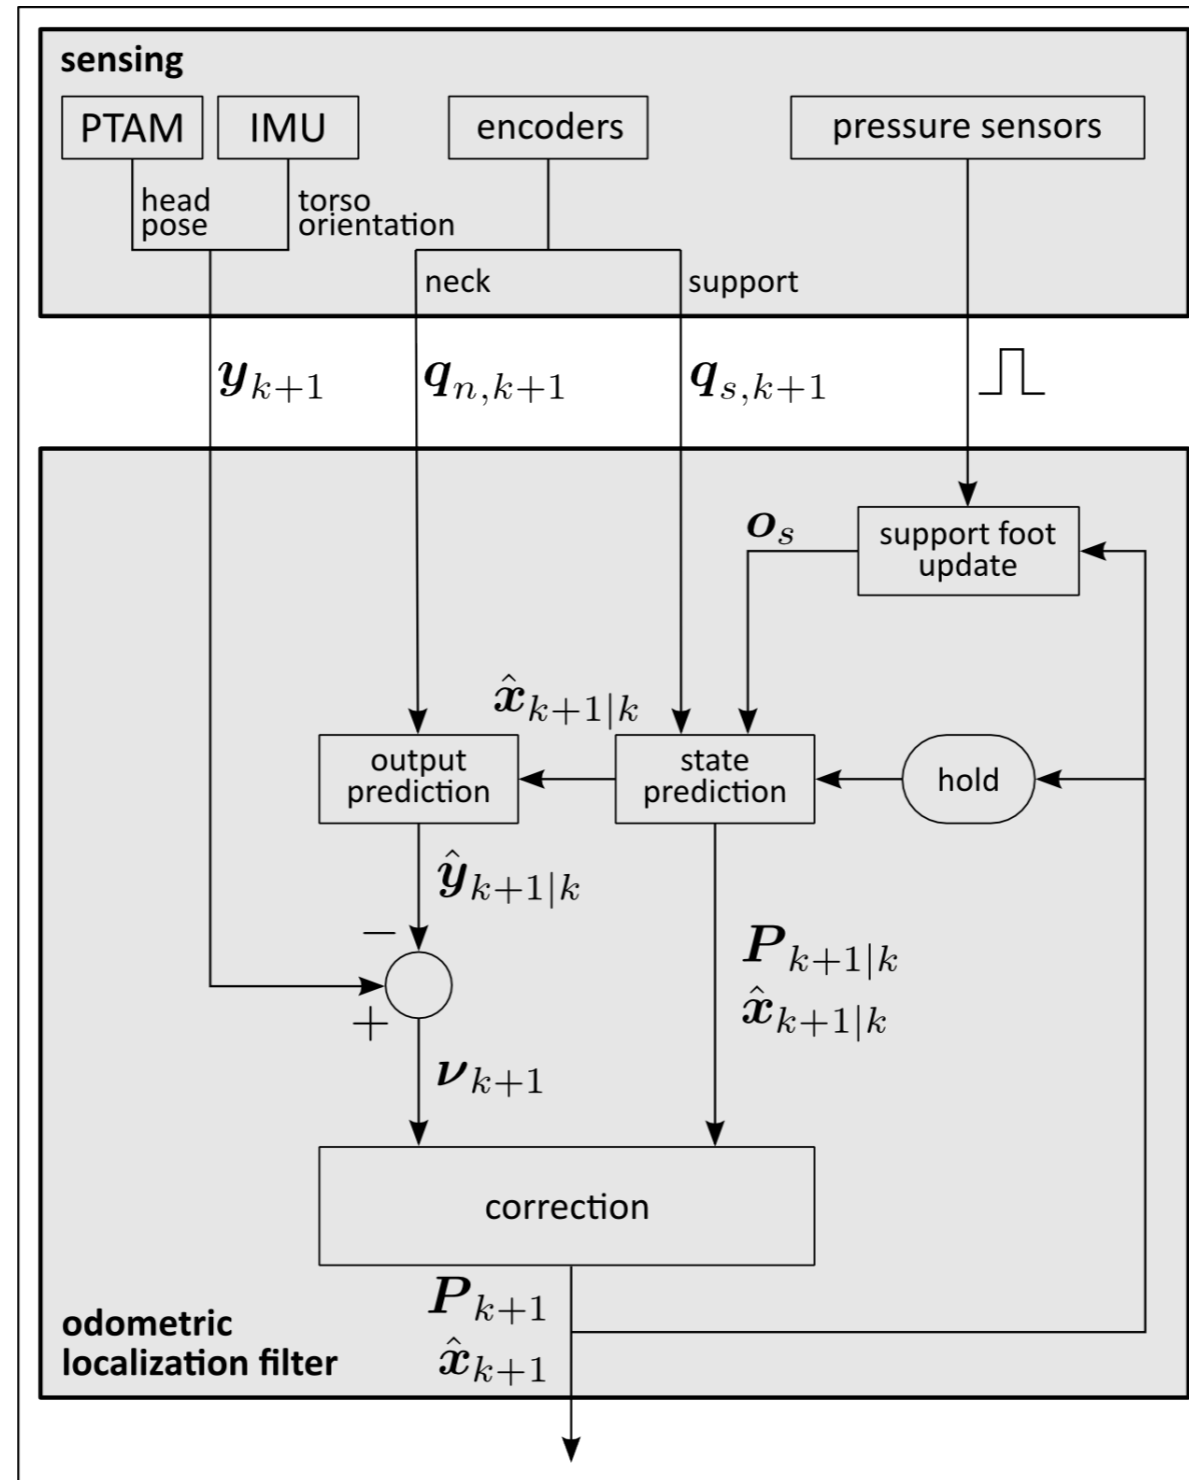 sensing
PTAM
IMU
encoders
pressure sensors
head
pose
torso
orientation
neck
support
𝒚ₖ₊₁
𝒒ₙ,ₖ₊₁
𝒒ₛ,ₖ₊₁
𝒐ₛ
support foot
update
x̂ₖ₊₁|ₖ
output
prediction
state
prediction
hold
ŷₖ₊₁|ₖ
−
+
𝑷ₖ₊₁|ₖ
x̂ₖ₊₁|ₖ
𝝂ₖ₊₁
correction
𝑷ₖ₊₁
x̂ₖ₊₁
odometric
localization filter